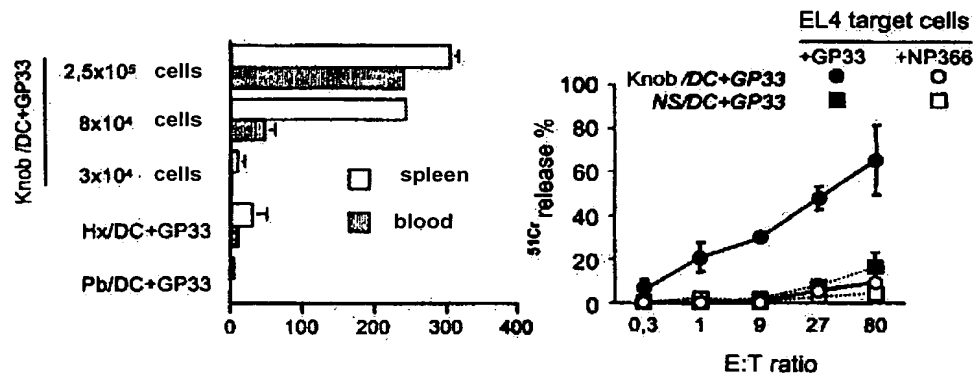 Knob /DC+GP33
2,5x10⁵ cells
8x10⁴ cells
3x10⁴ cells
Hx/DC+GP33
Pb/DC+GP33
spleen
blood
0 100 200 300 400
EL4 target cells
+GP33 +NP366
Knob /DC+GP33
NS/DC+GP33
51Cr release %
100
80
60
40
20
0
0,3 1 9 27 80
E:T ratio